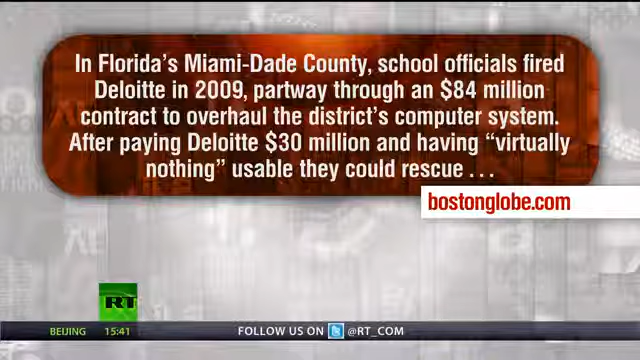 In Florida's Miami-Dade County, school officials fired
Deloitte in 2009, partway through an $84 million
contract to overhaul the district's computer system.
After paying Deloitte $30 million and having “virtually
nothing” usable they could rescue . . .
bostonglobe.com
RT
BEIJING 15:41 FOLLOW US ON @RT_COM